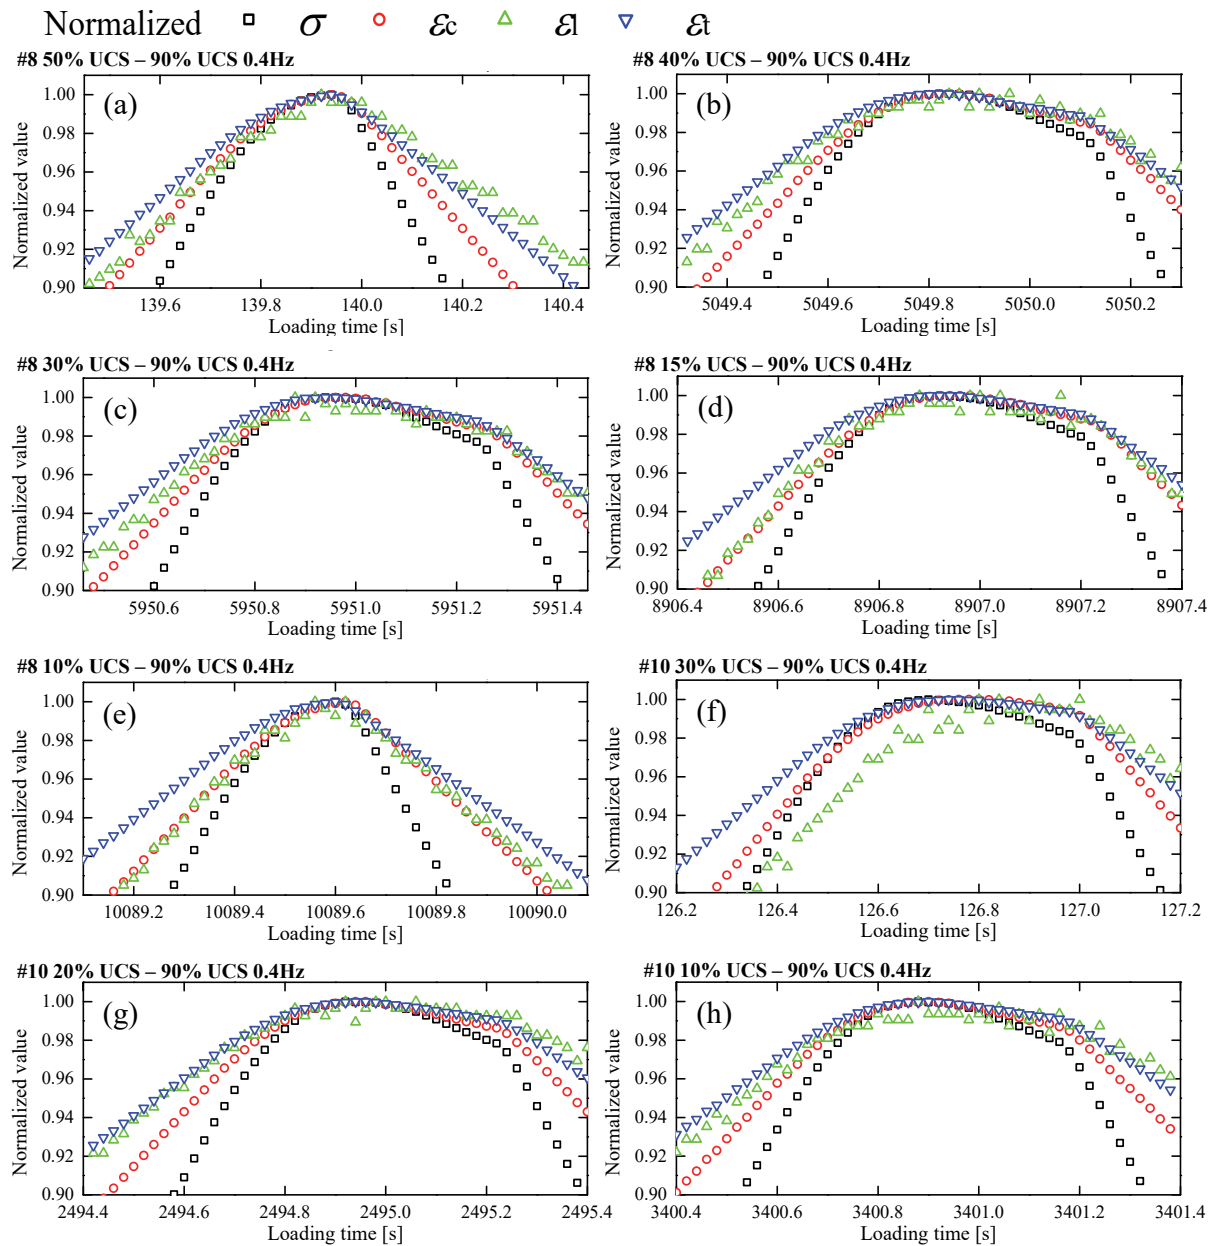 Normalized σ εc εl εt
#8 50% UCS – 90% UCS 0.4Hz
(a)
Normalized value
1.00
0.98
0.96
0.94
0.92
0.90
139.6 139.8 140.0 140.2 140.4
Loading time [s]
#8 40% UCS – 90% UCS 0.4Hz
(b)
Normalized value
1.00
0.98
0.96
0.94
0.92
0.90
5049.4 5049.6 5049.8 5050.0 5050.2
Loading time [s]
#8 30% UCS – 90% UCS 0.4Hz
(c)
Normalized value
1.00
0.98
0.96
0.94
0.92
0.90
5950.6 5950.8 5951.0 5951.2 5951.4
Loading time [s]
#8 15% UCS – 90% UCS 0.4Hz
(d)
Normalized value
1.00
0.98
0.96
0.94
0.92
0.90
8906.4 8906.6 8906.8 8907.0 8907.2 8907.4
Loading time [s]
#8 10% UCS – 90% UCS 0.4Hz
(e)
Normalized value
1.00
0.98
0.96
0.94
0.92
0.90
10089.2 10089.4 10089.6 10089.8 10090.0
Loading time [s]
#10 30% UCS – 90% UCS 0.4Hz
(f)
Normalized value
1.00
0.98
0.96
0.94
0.92
0.90
126.2 126.4 126.6 126.8 127.0 127.2
Loading time [s]
#10 20% UCS – 90% UCS 0.4Hz
(g)
Normalized value
1.00
0.98
0.96
0.94
0.92
0.90
2494.4 2494.6 2494.8 2495.0 2495.2 2495.4
Loading time [s]
#10 10% UCS – 90% UCS 0.4Hz
(h)
Normalized value
1.00
0.98
0.96
0.94
0.92
0.90
3400.4 3400.6 3400.8 3401.0 3401.2 3401.4
Loading time [s]